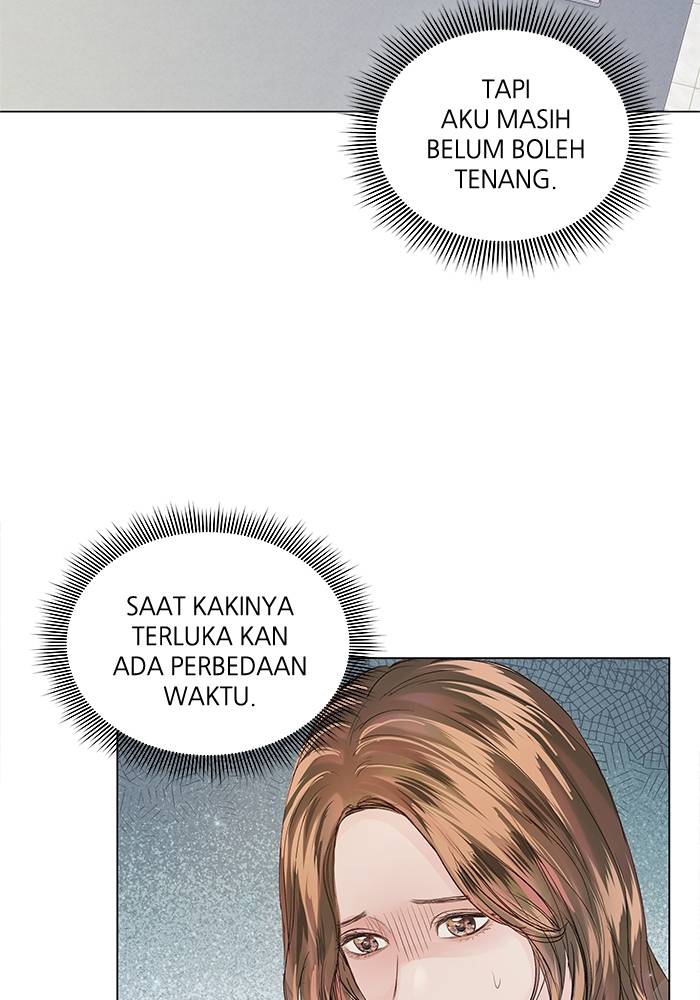 TAPI
AKU MASIH
BELUM BOLEH
TENANG.
SAAT KAKINYA
TERLUKA KAN
ADA PERBEDAAN
WAKTU.